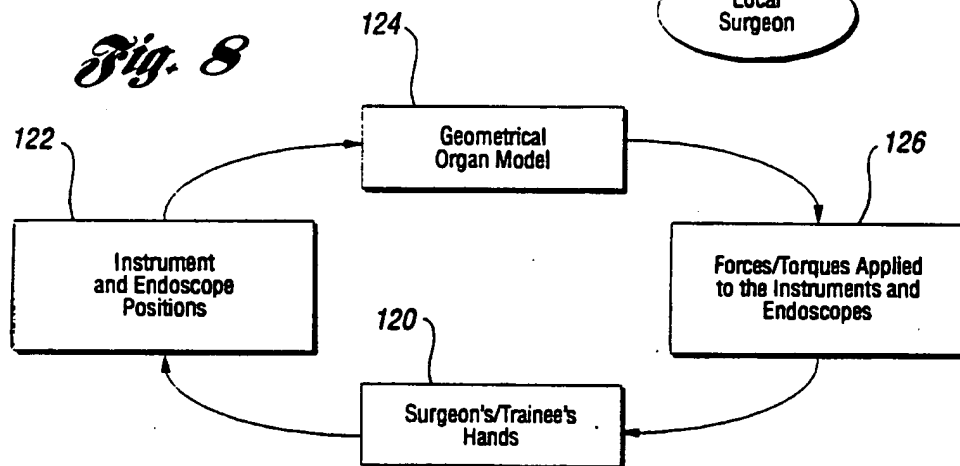 Local
Surgeon
Fig. 8
124
Geometrical
Organ Model
122
126
Instrument
and Endoscope
Positions
Forces/Torques Applied
to the Instruments and
Endoscopes
120
Surgeon's/Trainee's
Hands